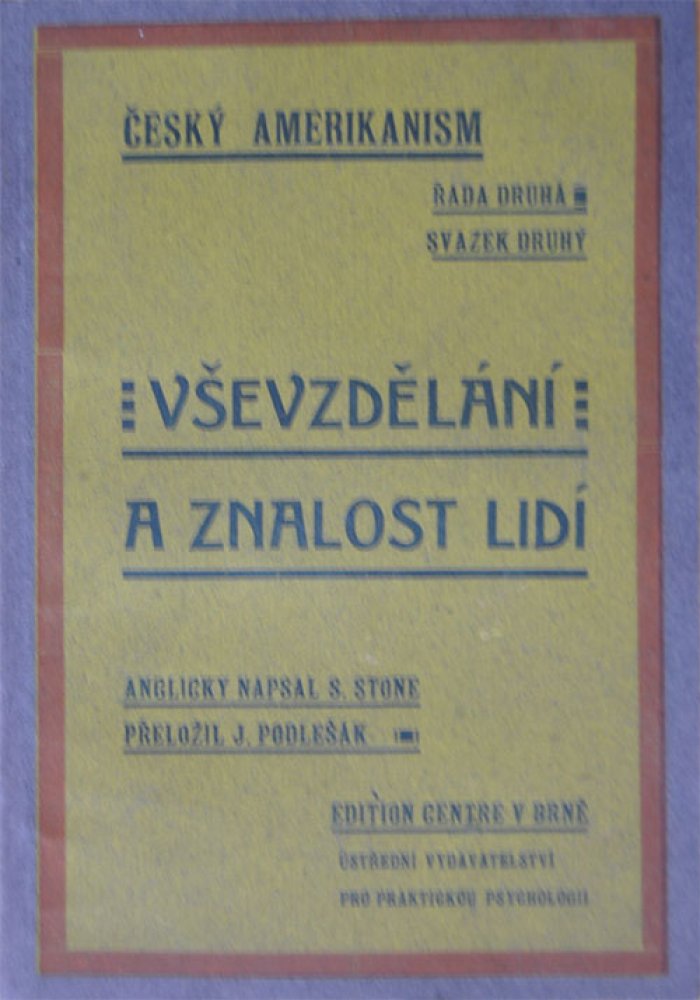 ČESKÝ AMERIKANISM
ŘADA DRUHÁ
SVAZEK DRUHÝ
VŠEVZDĚLÁNÍ
A ZNALOST LIDÍ
ANGLICKY NAPSAL S. STONE
PŘELOŽIL J. PODLEŠÁK
EDITION CENTRE V BRNĚ
ÚSTŘEDNÍ VYDAVATELSTVÍ
PRO PRAKTICKOU PSYCHOLOGII